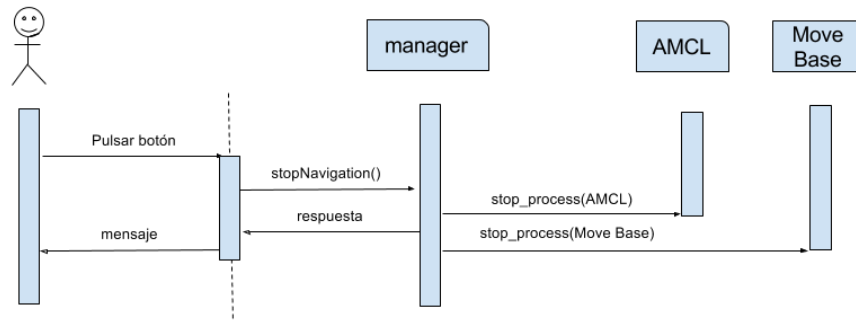 manager
AMCL
Move
Base
Pulsar botón
stopNavigation()
stop_process(AMCL)
respuesta
mensaje
stop_process(Move Base)